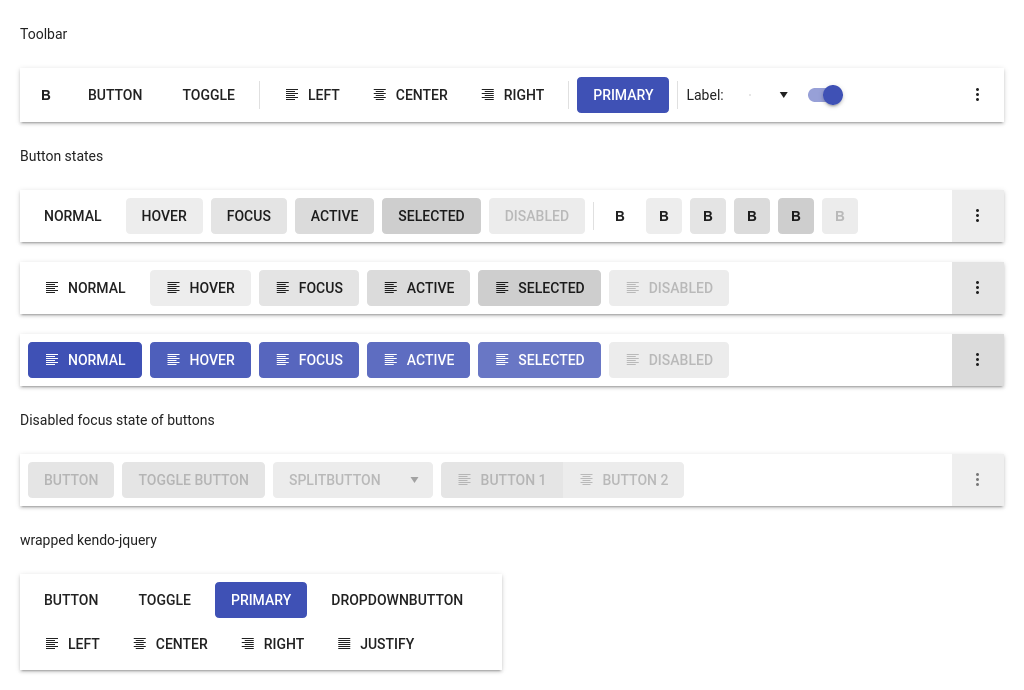 Toolbar
B BUTTON TOGGLE LEFT CENTER RIGHT PRIMARY Label:
Button states
NORMAL HOVER FOCUS ACTIVE SELECTED DISABLED B B B B B B
NORMAL HOVER FOCUS ACTIVE SELECTED DISABLED
NORMAL HOVER FOCUS ACTIVE SELECTED DISABLED
Disabled focus state of buttons
BUTTON TOGGLE BUTTON SPLITBUTTON BUTTON 1 BUTTON 2
wrapped kendo-jquery
BUTTON TOGGLE PRIMARY DROPDOWNBUTTON
LEFT CENTER RIGHT JUSTIFY